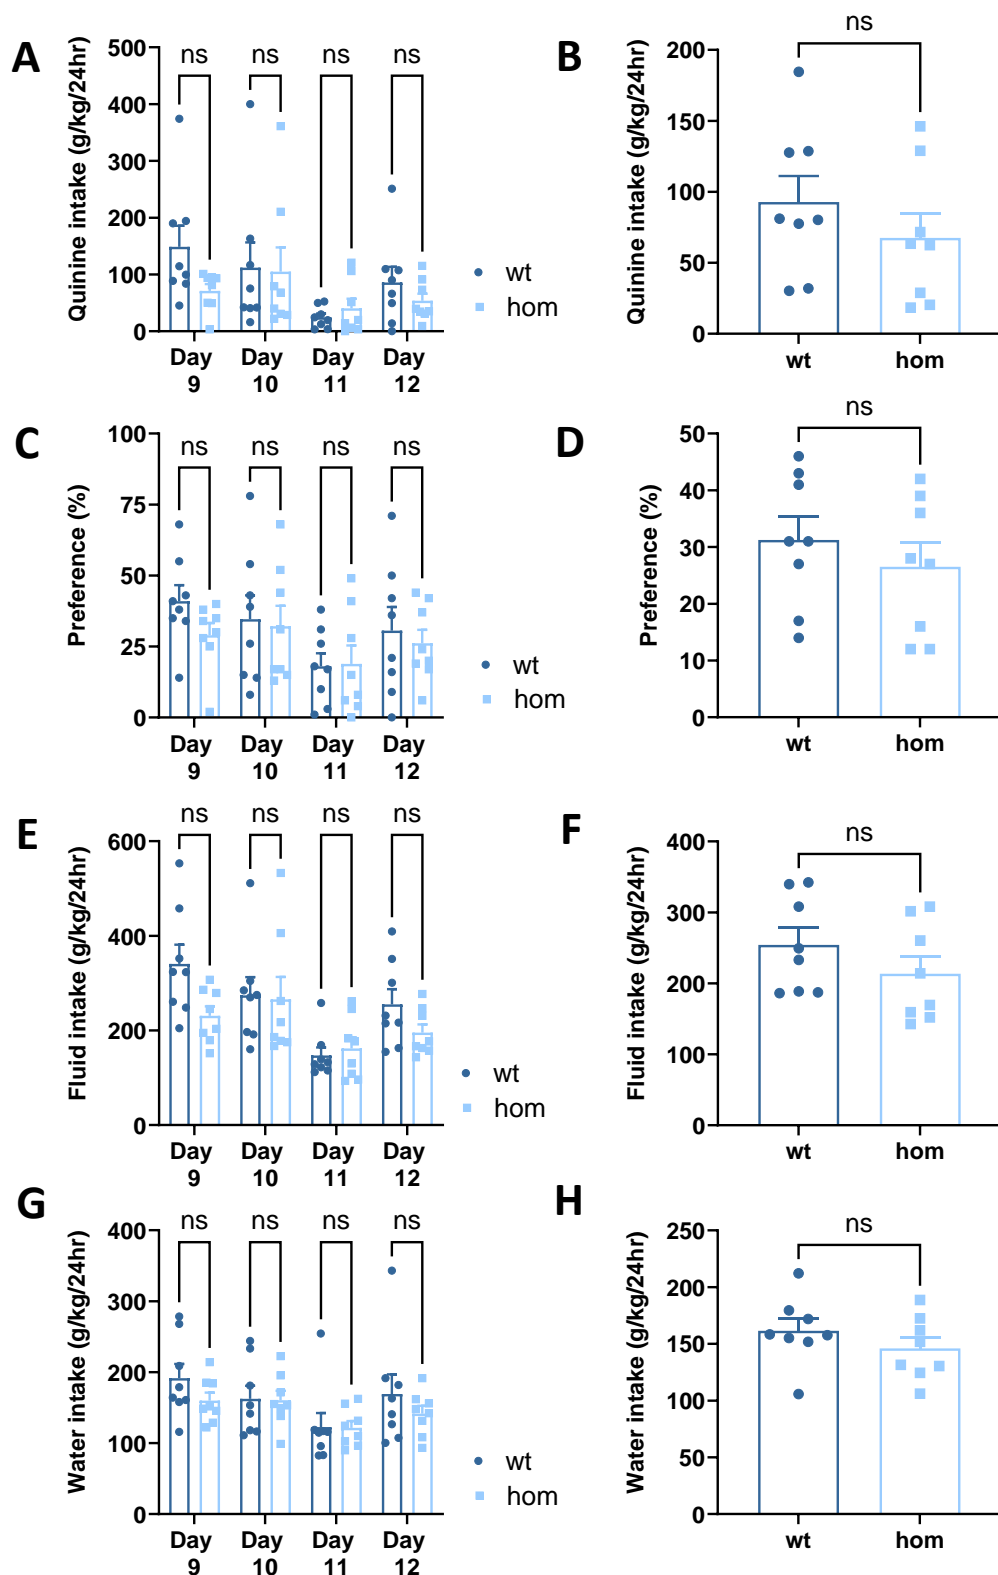 A
Quinine intake (g/kg/24hr)
500
400
300
200
100
0
ns
ns
ns
ns
Day 9
Day 10
Day 11
Day 12
wt
hom
B
Quinine intake (g/kg/24hr)
200
150
100
50
0
ns
wt
hom
C
Preference (%)
100
75
50
25
0
ns
ns
ns
ns
Day 9
Day 10
Day 11
Day 12
wt
hom
D
Preference (%)
50
40
30
20
10
0
ns
wt
hom
E
Fluid intake (g/kg/24hr)
600
400
200
0
ns
ns
ns
ns
Day 9
Day 10
Day 11
Day 12
wt
hom
F
Fluid intake (g/kg/24hr)
400
300
200
100
0
ns
wt
hom
G
Water intake (g/kg/24hr)
400
300
200
100
0
ns
ns
ns
ns
Day 9
Day 10
Day 11
Day 12
wt
hom
H
Water intake (g/kg/24hr)
250
200
150
100
50
0
ns
wt
hom